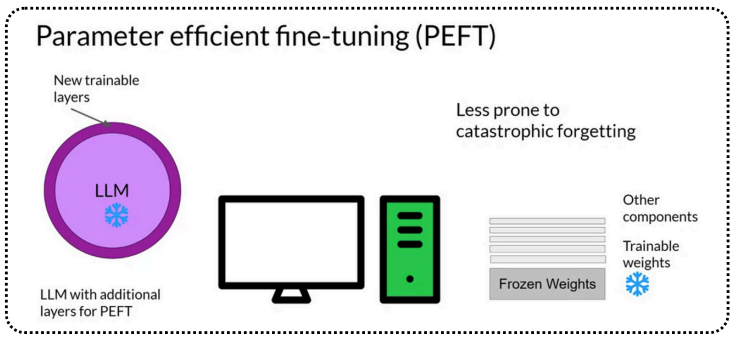 Parameter efficient fine-tuning (PEFT)
New trainable
layers
LLM
LLM with additional
layers for PEFT
Less prone to
catastrophic forgetting
Other
components
Trainable
weights
Frozen Weights